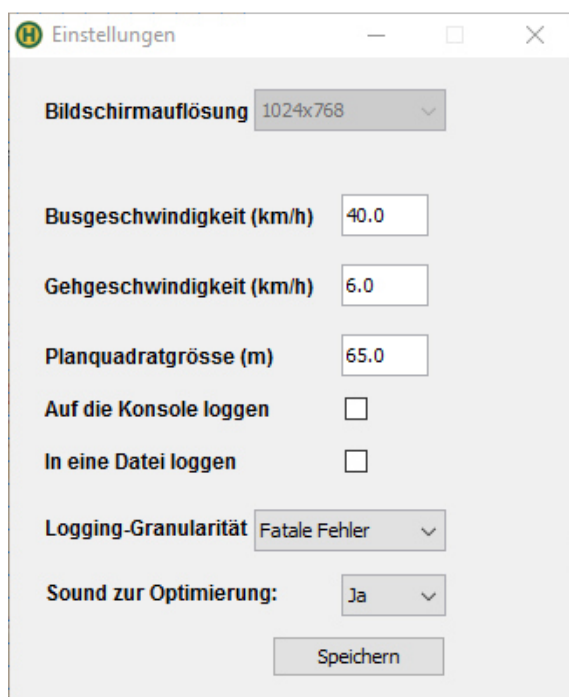 H Einstellungen
Bildschirmauflösung 1024x768
Busgeschwindigkeit (km/h) 40.0
Gehgeschwindigkeit (km/h) 6.0
Planquadratgrösse (m) 65.0
Auf die Konsole loggen
In eine Datei loggen
Logging-Granularität Fatale Fehler
Sound zur Optimierung: Ja
Speichern